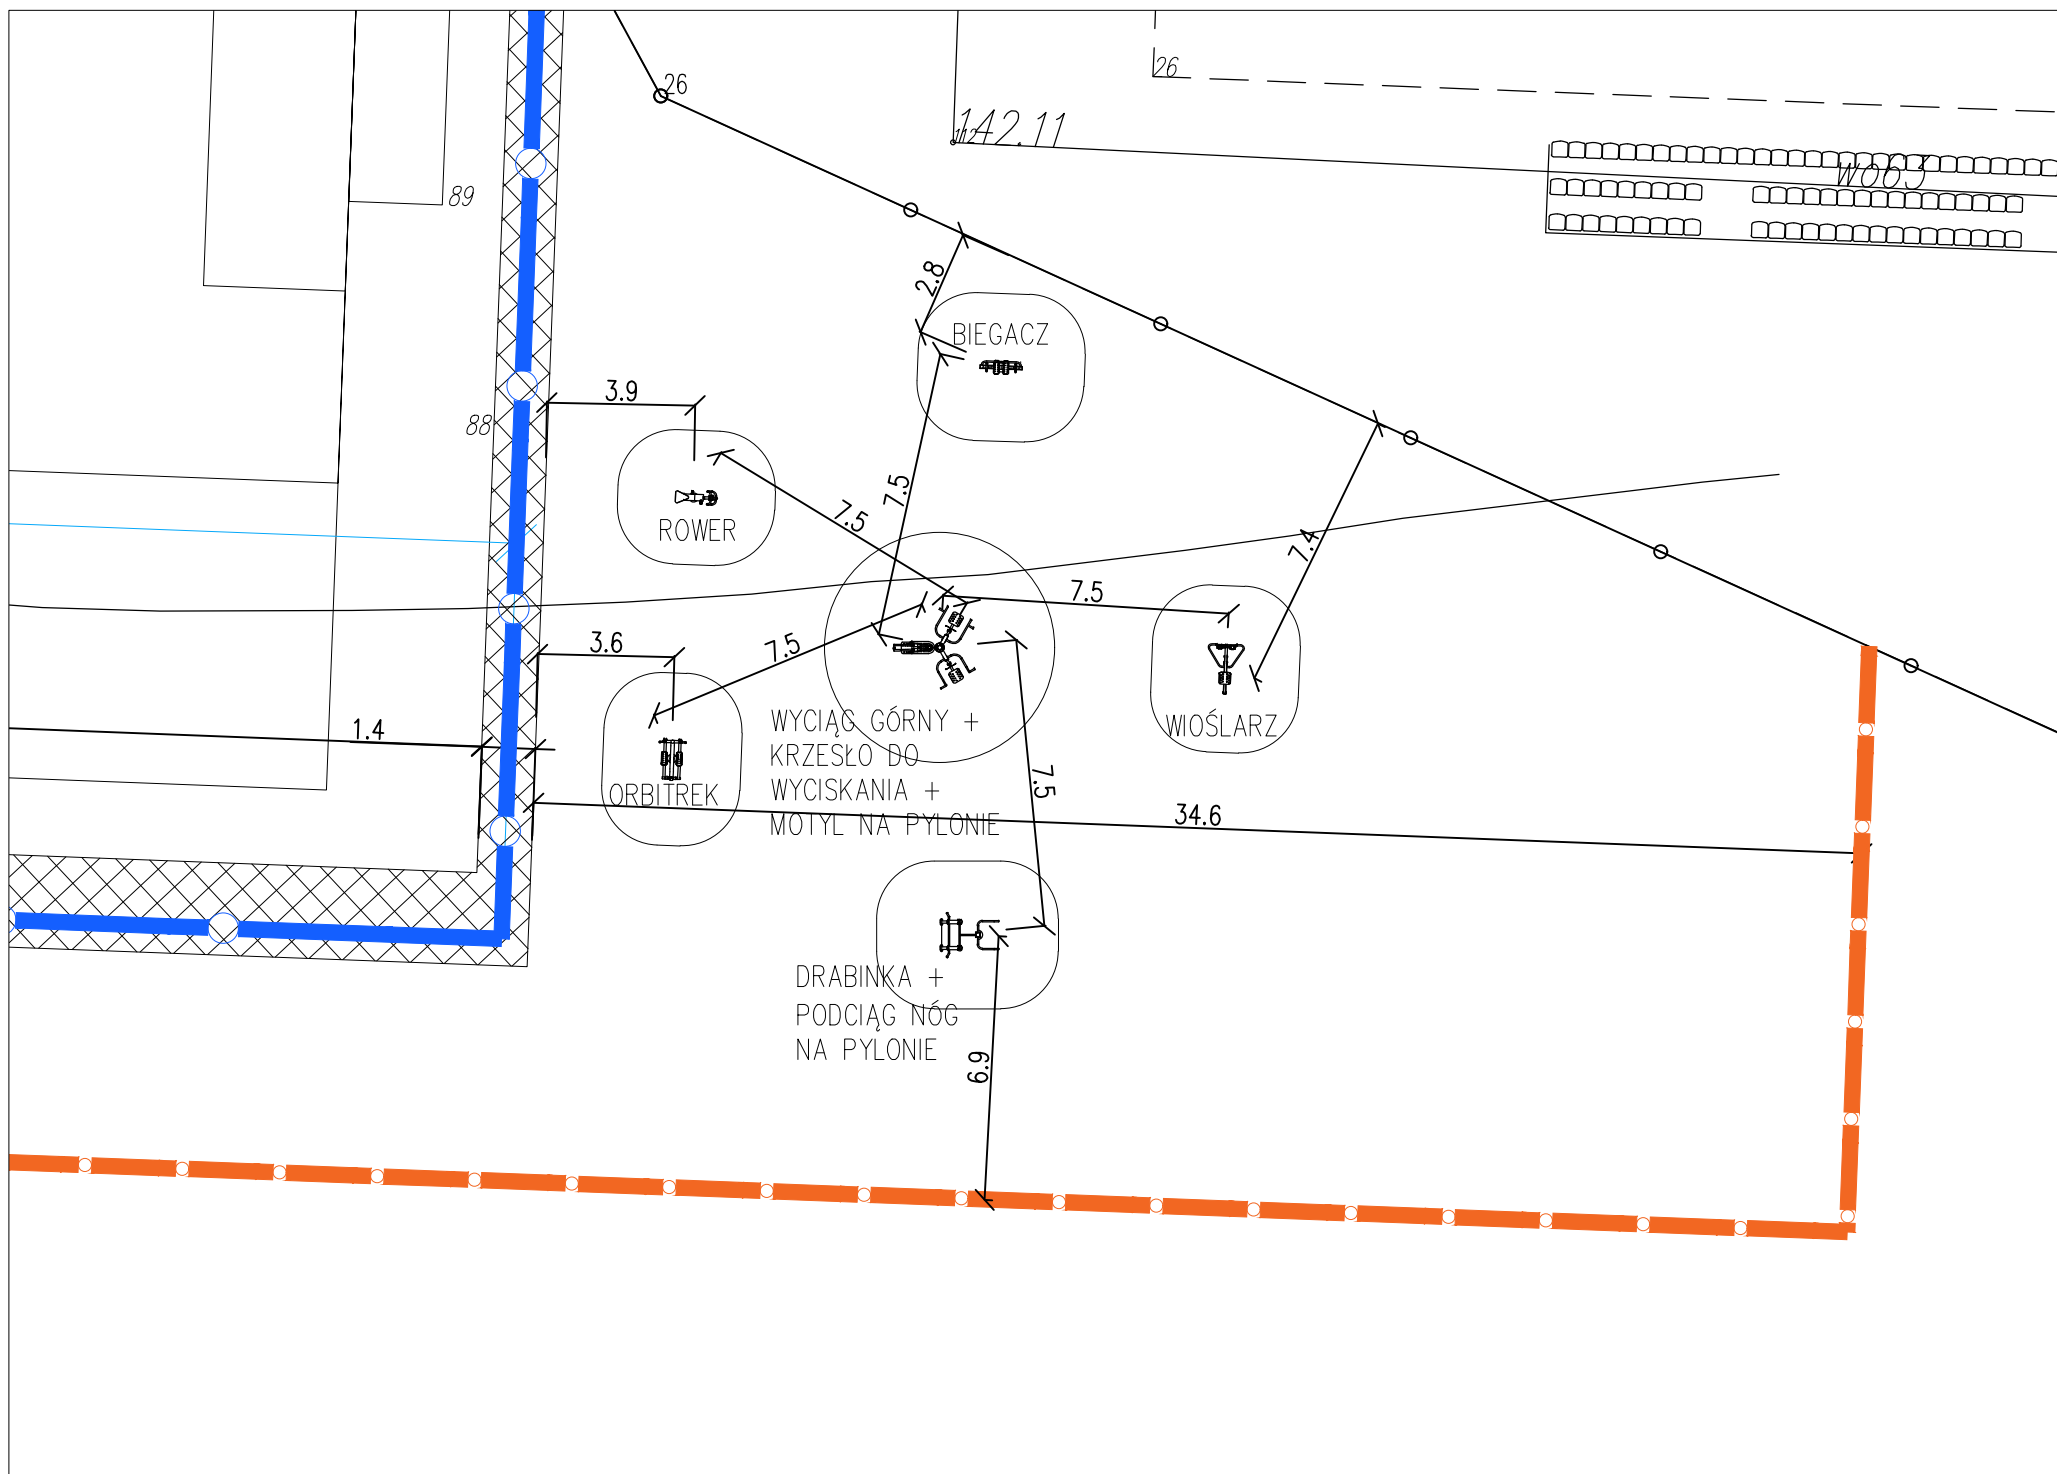 26
26
142.11
w063
89
2.8
BIEGACZ
3.9
88
7.5
7.5
ROWER
7.4
7.5
3.6
7.5
1.4
WYCIĄG GÓRNY +
KRZESŁO DO
WYCISKANIA +
MOTYL NA PYLONIE
WIOŚLARZ
ORBITREK
7.5
34.6
DRABINKA +
PODCIĄG NÓG
NA PYLONIE
6.9